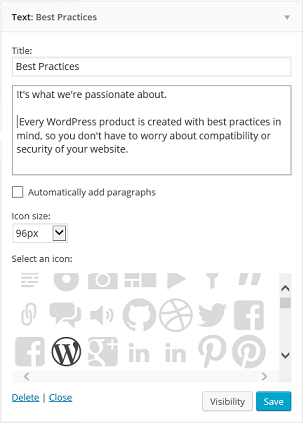 Text: Best Practices
Title:
Best Practices
It's what we're passionate about.
Every WordPress product is created with best practices in
mind, so you don't have to worry about compatibility or
security of your website.
Automatically add paragraphs
Icon size:
96px
Select an icon:
Delete | Close
Visibility
Save